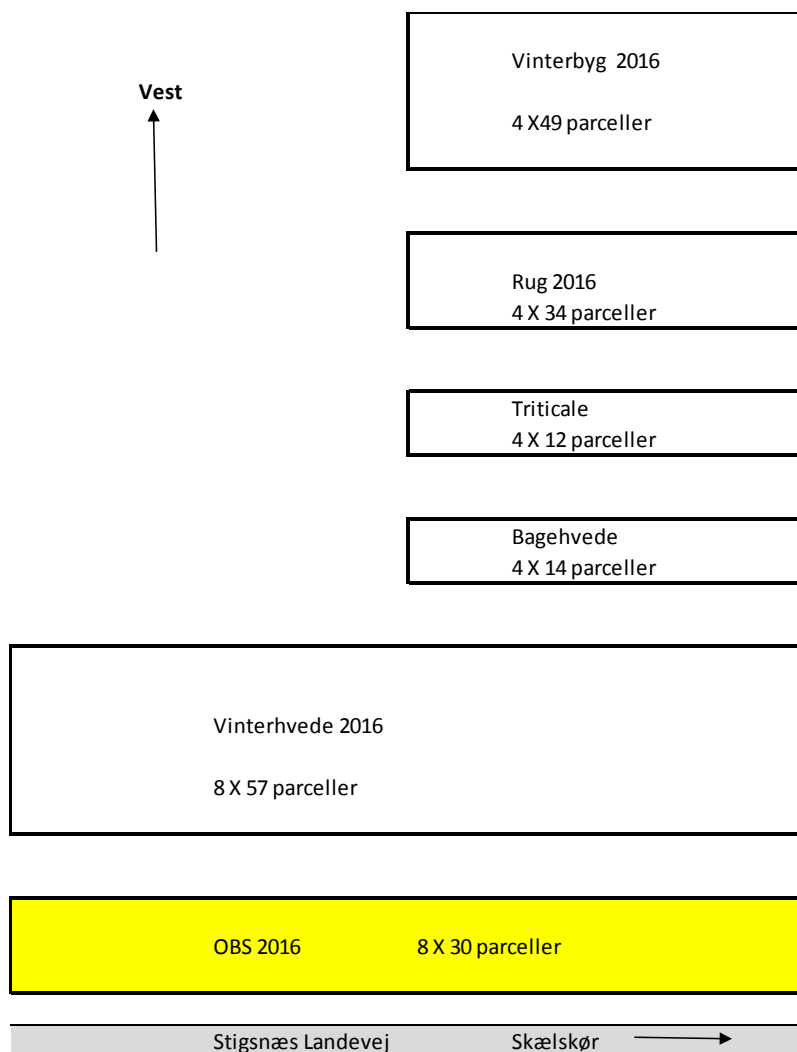 Vest
Vinterbyg 2016
4 X49 parceller
Rug 2016
4 X 34 parceller
Triticale
4 X 12 parceller
Bagehvede
4 X 14 parceller
Vinterhvede 2016
8 X 57 parceller
OBS 2016 8 X 30 parceller
Stigsnæs Landevej Skælskør